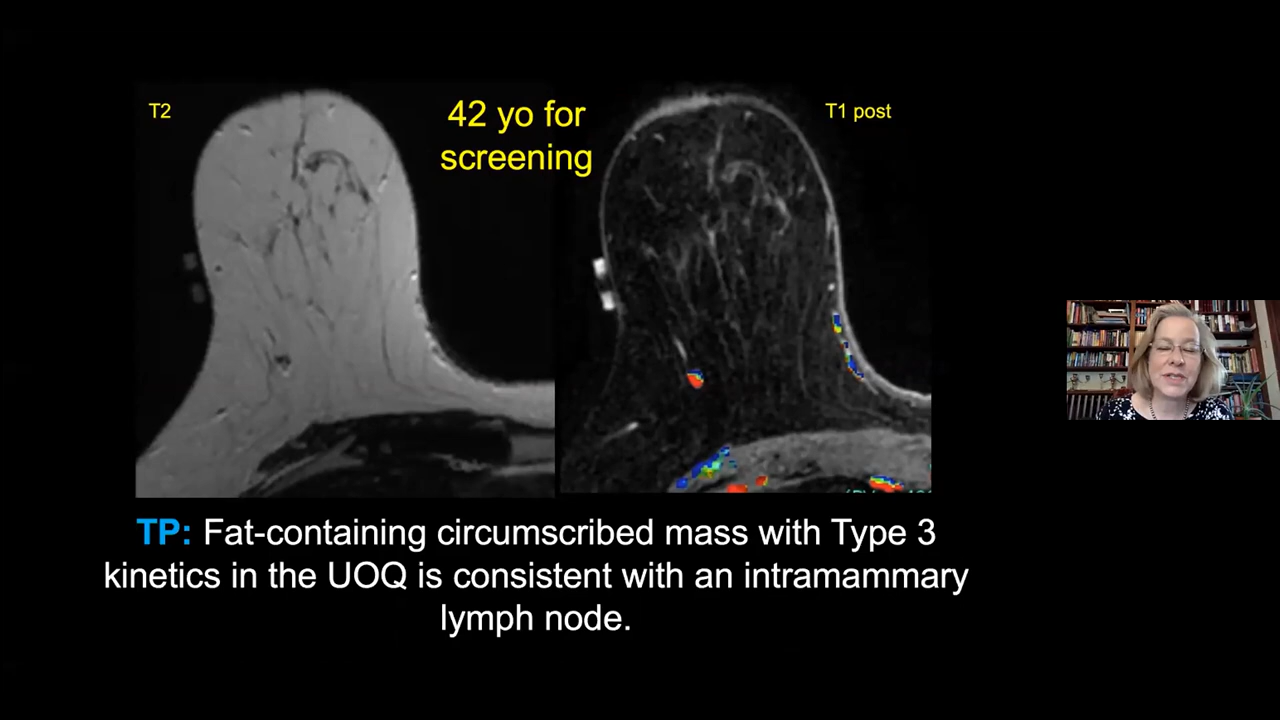 T2
42 yo for
screening
T1 post
TP: Fat-containing circumscribed mass with Type 3
kinetics in the UOQ is consistent with an intramammary
lymph node.